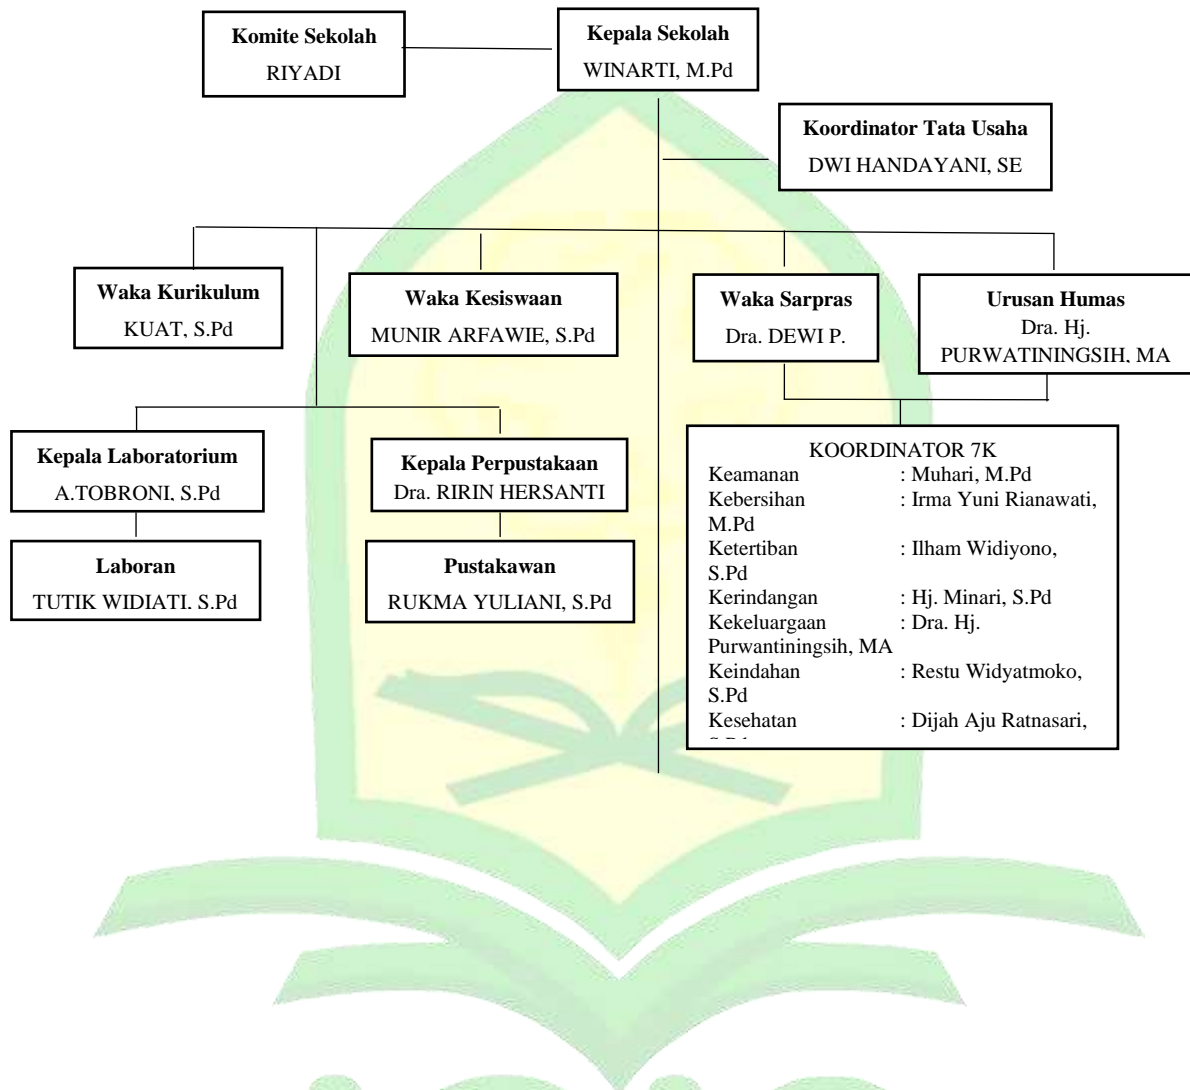 Komite Sekolah
RIYADI
Kepala Sekolah
WINARTI, M.Pd
Koordinator Tata Usaha
DWI HANDAYANI, SE
Waka Kurikulum
KUAT, S.Pd
Waka Kesiswaan
MUNIR ARFAWIE, S.Pd
Waka Sarpras
Dra. DEWI P.
Urusan Humas
Dra. Hj.
PURWATININGSIH, MA
Kepala Laboratorium
A.TOBRONI, S.Pd
Kepala Perpustakaan
Dra. RIRIN HERSANTI
Laboran
TUTIK WIDIATI, S.Pd
Pustakawan
RUKMA YULIANI, S.Pd
KOORDINATOR 7K
Keamanan : Muhari, M.Pd
Kebersihan : Irma Yuni Rianawati,
M.Pd
Ketertiban : Ilham Widiyono,
S.Pd
Kerindangan : Hj. Minari, S.Pd
Kekeluargaan : Dra. Hj.
Purwantiningsih, MA
Keindahan : Restu Widyatmoko,
S.Pd
Kesehatan : Dijah Aju Ratnasari,